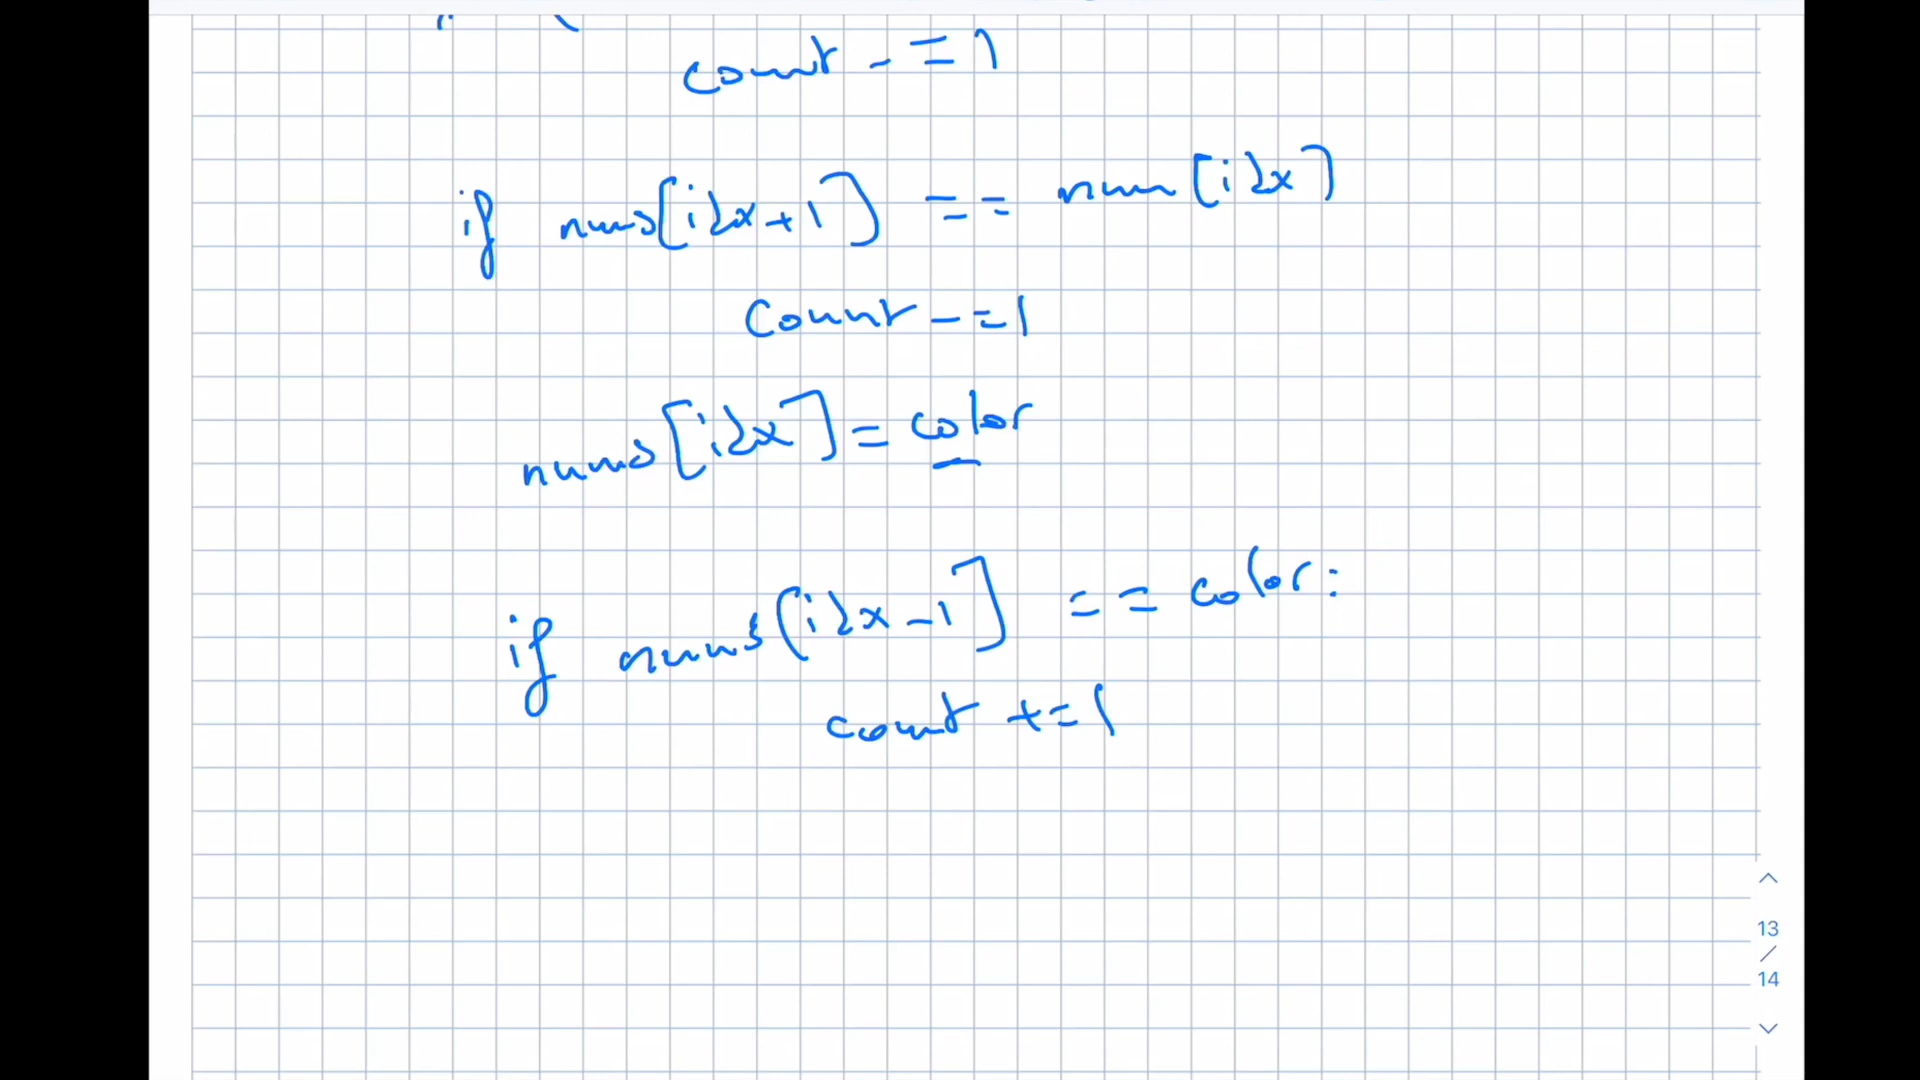 count -= 1
if nums[idx+1] == num[idx]
Count -= 1
nums[idx] = color
if nums[idx-1] == color:
count += 1
13
/
14